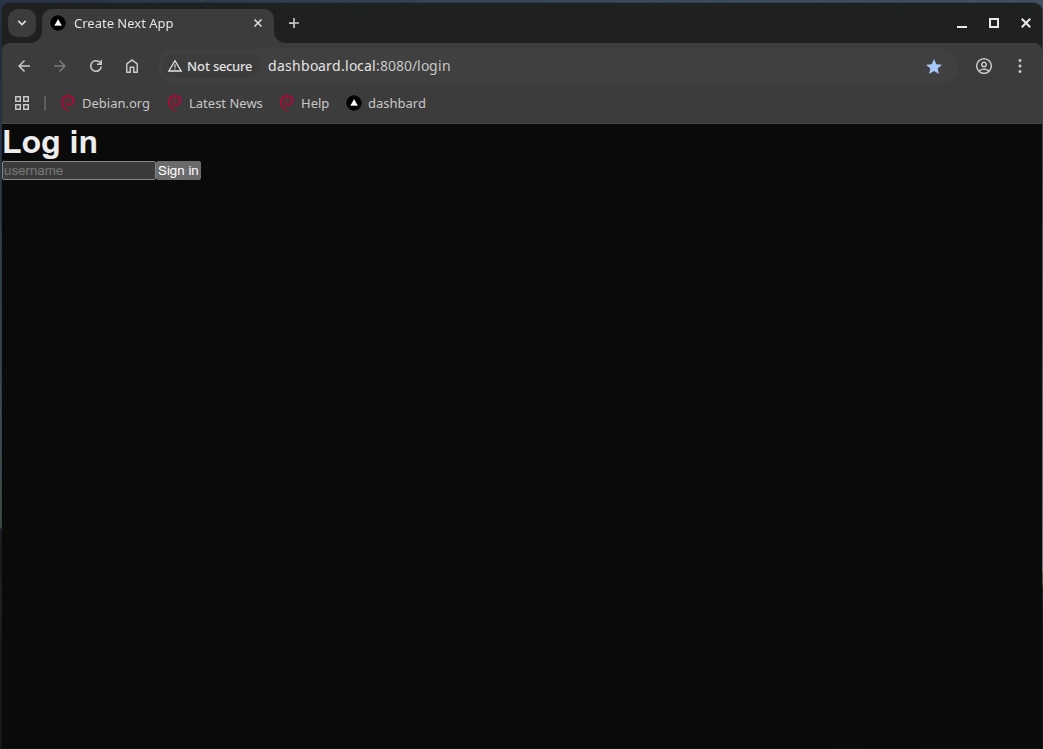 Create Next App
Not secure dashboard.local:8080/login
Debian.org Latest News Help dashbard
Log in
username Sign in